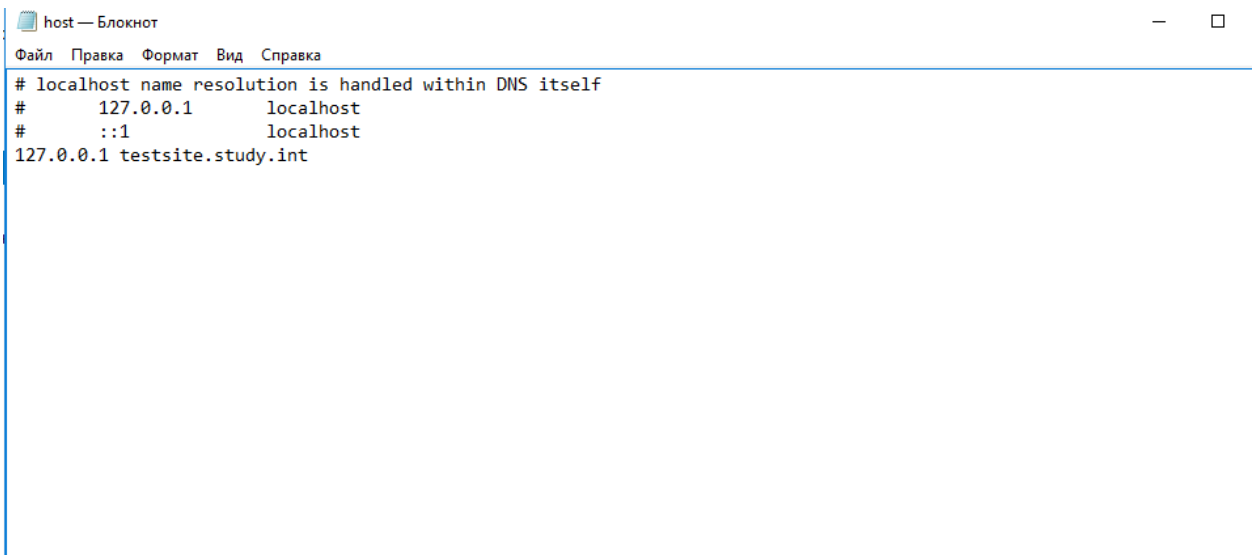 host — Блокнот
Файл Правка Формат Вид Справка
# localhost name resolution is handled within DNS itself
#       127.0.0.1       localhost
#       ::1             localhost
127.0.0.1 testsite.study.int